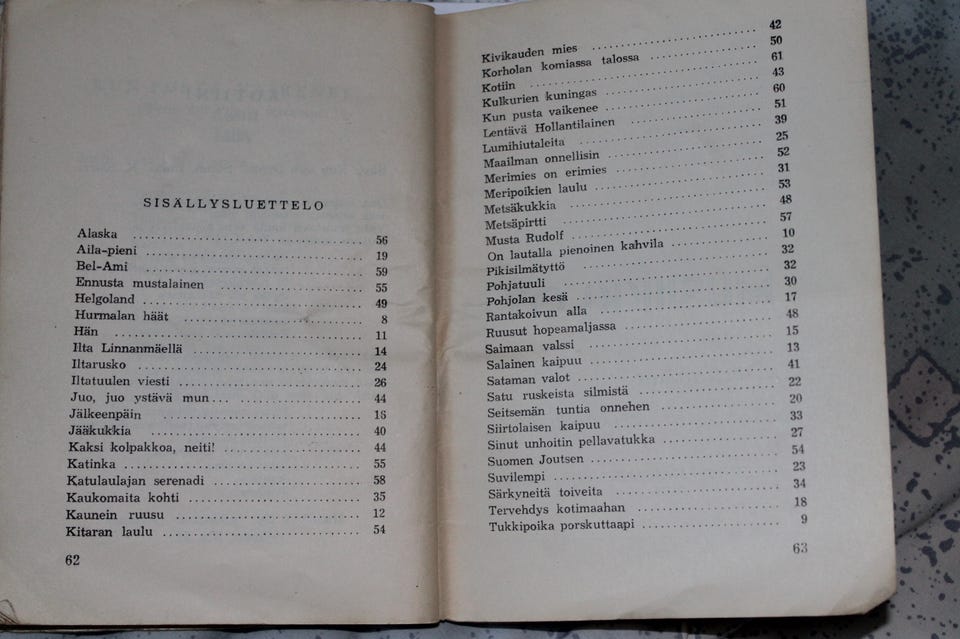 SISÄLLYSLUETTELO
Alaska ........ 56
Aila-pieni ........ 19
Bel-Ami ........ 59
Ennusta mustalainen ........ 55
Helgoland ........ 49
Hurmalan häät ........ 8
Hän ........ 11
Ilta Linnanmäellä ........ 14
Iltarusko ........ 24
Iltatuulen viesti ........ 26
Juo, juo ystävä mun... ........ 44
Jälkeenpäin ........ 18
Jääkukkia ........ 40
Kaksi kolpakkoa, neiti! ........ 44
Katinka ........ 55
Katulaulajan serenadi ........ 58
Kaukomaita kohti ........ 35
Kaunein ruusu ........ 12
Kitaran laulu ........ 54
62
Kivikauden mies ........ 42
Korholan komiassa talossa ........ 50
Kotiin ........ 61
Kulkurien kuningas ........ 43
Kun pusta vaikenee ........ 60
Lentävä Hollantilainen ........ 51
Lumihiutaleita ........ 39
Maailman onnellisin ........ 25
Merimies on erimies ........ 52
Meripoikien laulu ........ 31
Metsäkukkia ........ 53
Metsäpirtti ........ 48
Musta Rudolf ........ 57
On lautalla pienoinen kahvila ........ 10
Pikisilmätyttö ........ 32
Pohjatuuli ........ 32
Pohjolan kesä ........ 30
Rantakoivun alla ........ 17
Ruusut hopeamaljassa ........ 48
Saimaan valssi ........ 15
Salainen kaipuu ........ 13
Sataman valot ........ 41
Satu ruskeista silmistä ........ 22
Seitsemän tuntia onnehen ........ 20
Siirtolaisen kaipuu ........ 33
Sinut unhoitin pellavatukka ........ 27
Suomen Joutsen ........ 54
Suvilempi ........ 23
Särkyneitä toiveita ........ 34
Tervehdys kotimaahan ........ 18
Tukkipoika porskuttaapi ........ 9
63